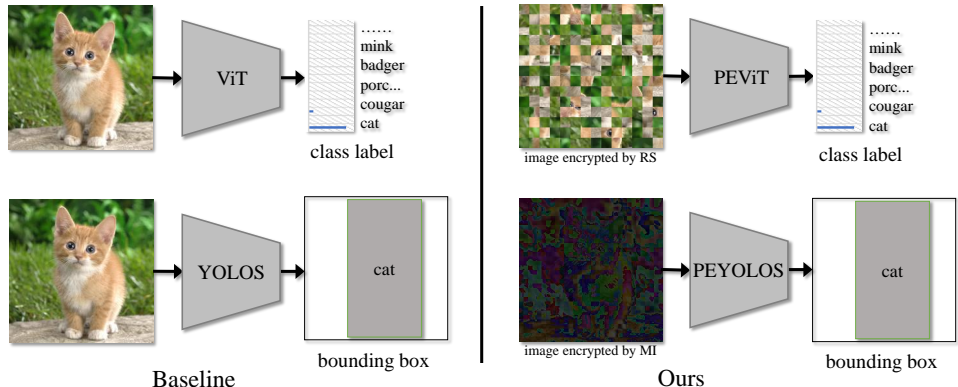 ViT
......
mink
badger
porc...
cougar
cat
class label
PEViT
......
mink
badger
porc...
cougar
cat
image encrypted by RS
class label
YOLOS
cat
bounding box
PEYOLOS
cat
image encrypted by MI
bounding box
Baseline
Ours